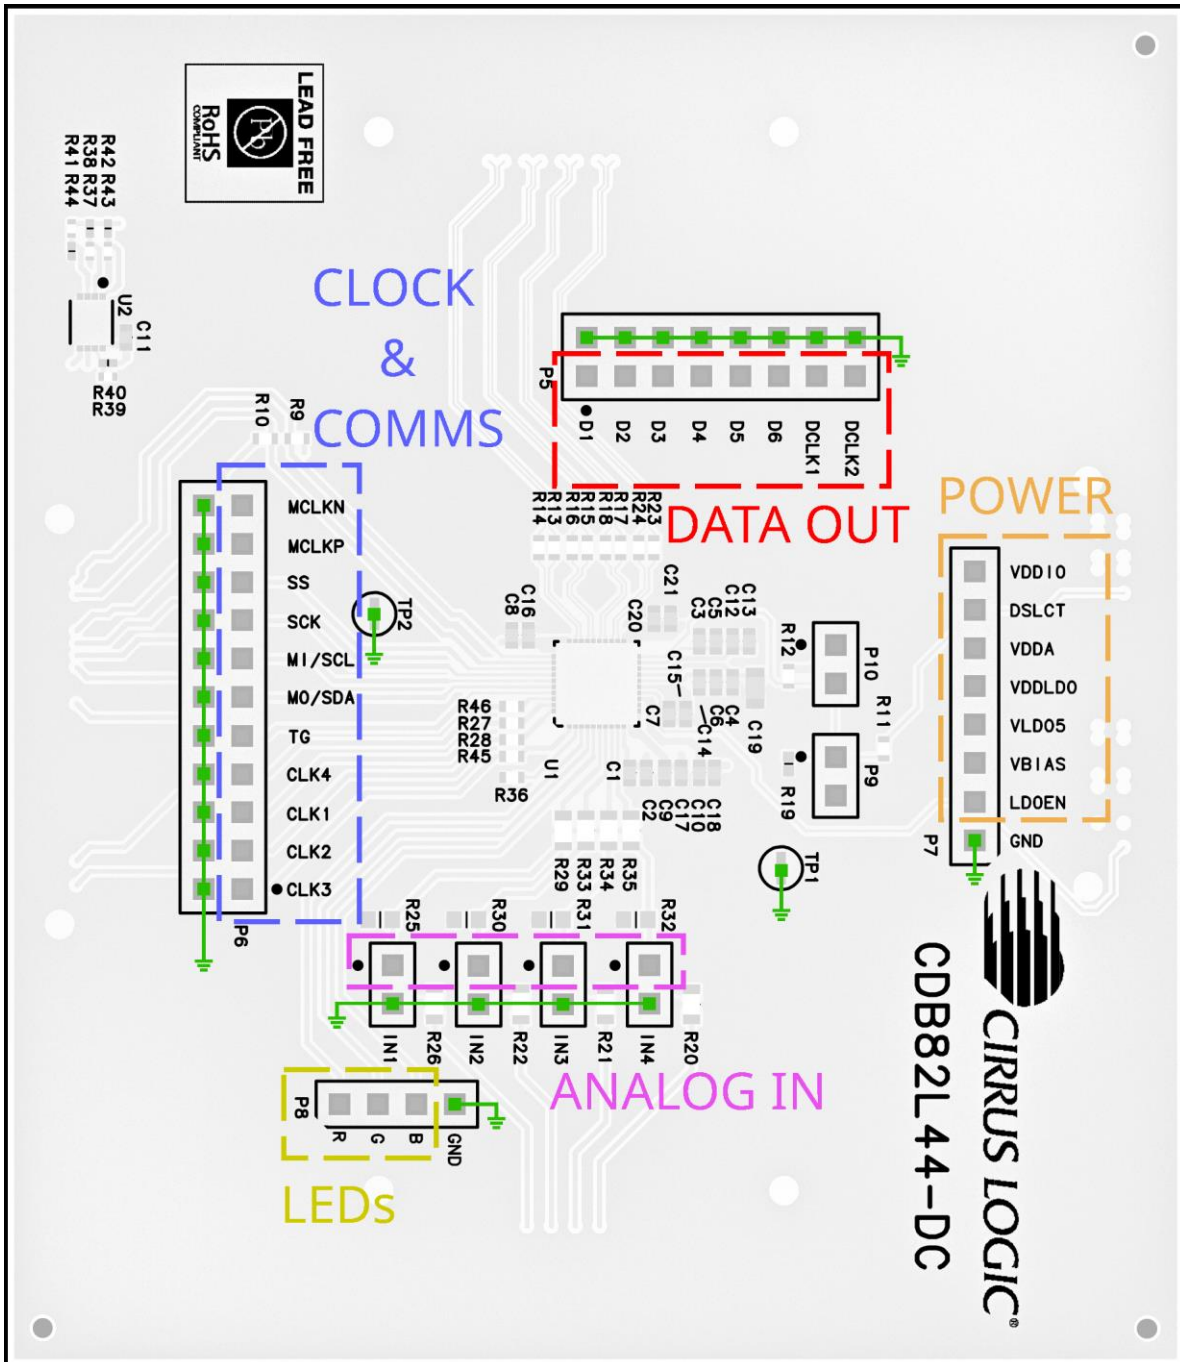 LEAD FREE
Pb
RoHS
COMPLIANT
R41 R44
R38 R37
R42 R43
U2
C11
R40
R39
CLOCK
&
COMMS
R10
R9
P5
D1
D2
D3
D4
D5
D6
DCLK1
DCLK2
DATA OUT
POWER
R14
R13
R16
R15
R18
R17
R24
R23
MCLKN
MCLKP
SS
SCK
MI/SCL
MO/SDA
TG
CLK4
CLK1
CLK2
CLK3
P6
TP2
C8
C16
C20
C21
C3
C5
C12
C13
R12
P10
R11
VDDIO
DSLCT
VDDA
VDDLDO
VLDO5
VBIAS
LDOEN
GND
P7
R46
R27
R28
R45
R36
U1
C15
C7
C14
C6
C4
C19
C1
C2
C9
C17
C10
C18
R19
P9
TP1
R29
R33
R34
R35
R25
R30
R31
R32
IN1
R26
IN2
R22
IN3
R21
IN4
R20
ANALOG IN
P8
R
G
B
GND
LEDs
CDB82L44-DC
CIRRUS LOGIC®